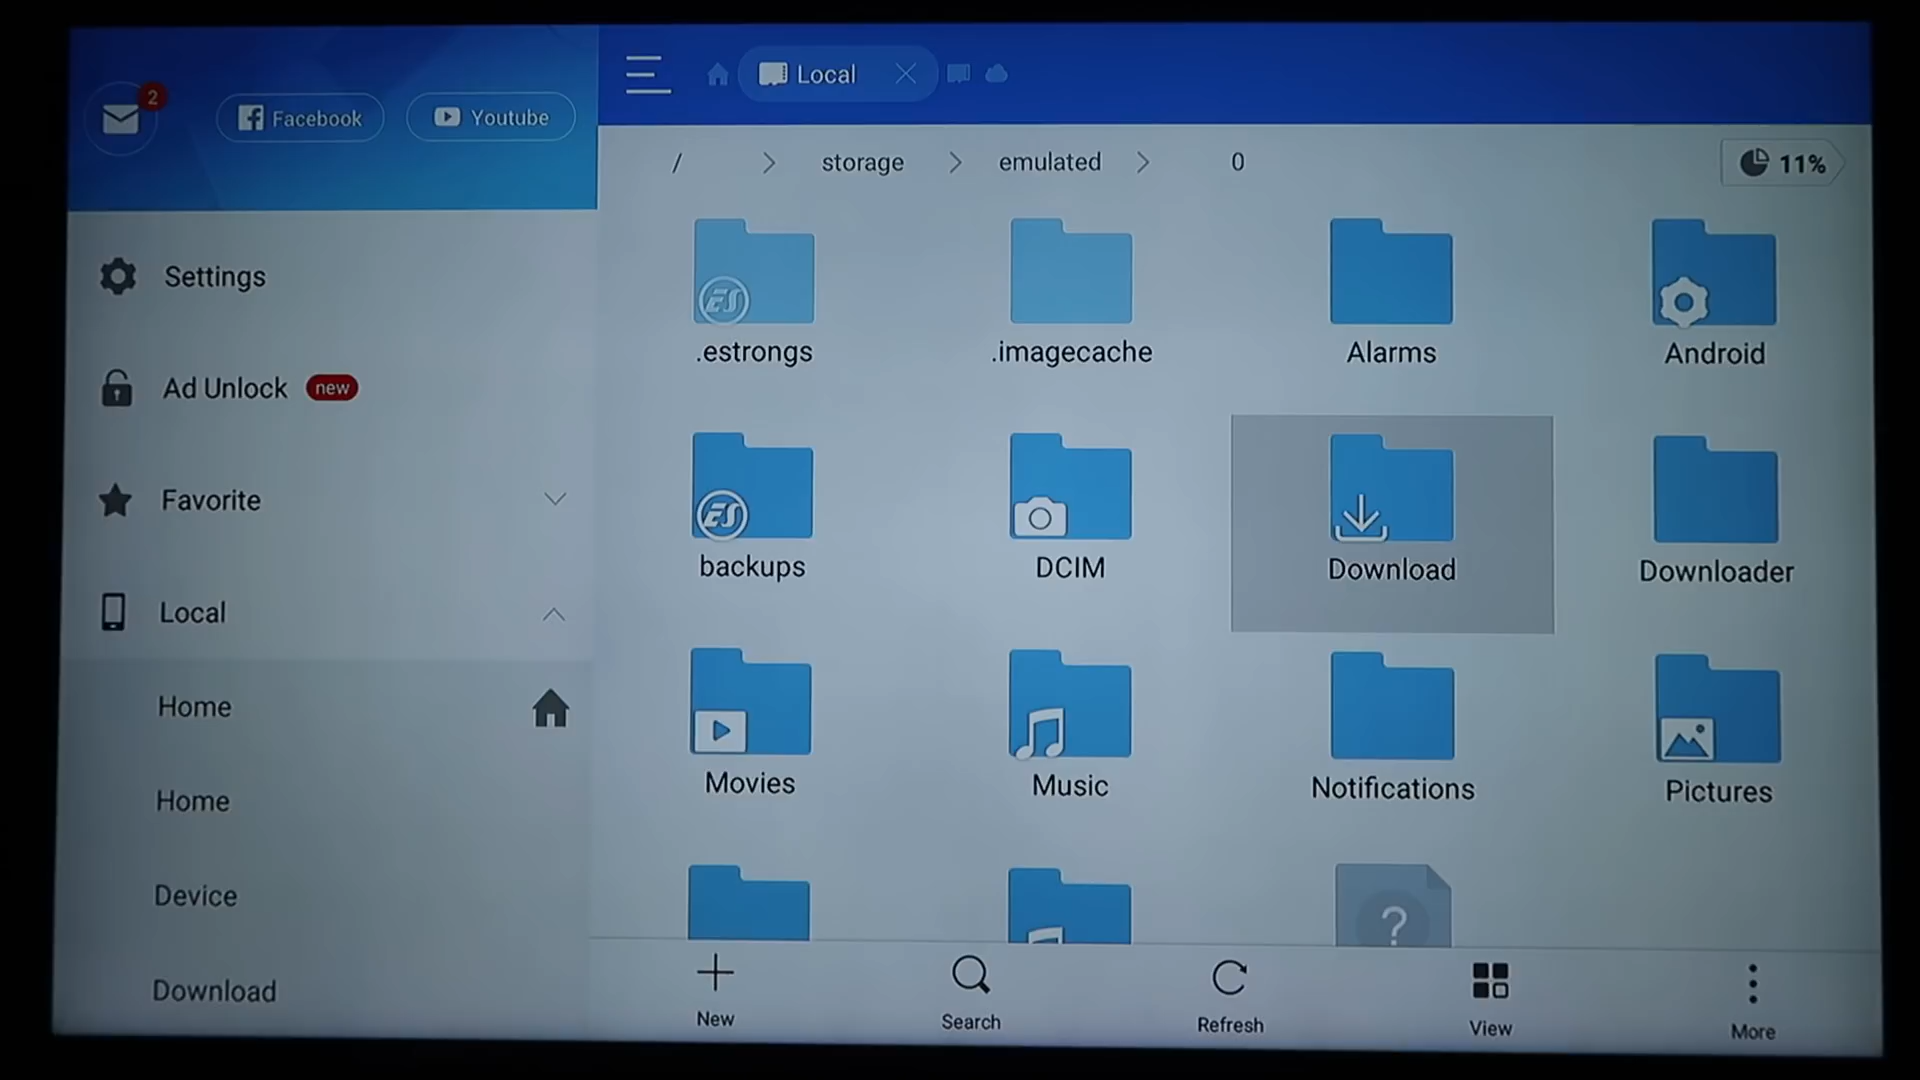 2
Facebook
Youtube
Local
/ > storage > emulated > 0
11%
Settings
Ad Unlock new
Favorite
Local
Home
Home
Device
Download
.estrongs
.imagecache
Alarms
Android
ES
backups
DCIM
Download
Downloader
Movies
Music
Notifications
Pictures
?
New
Search
Refresh
View
More